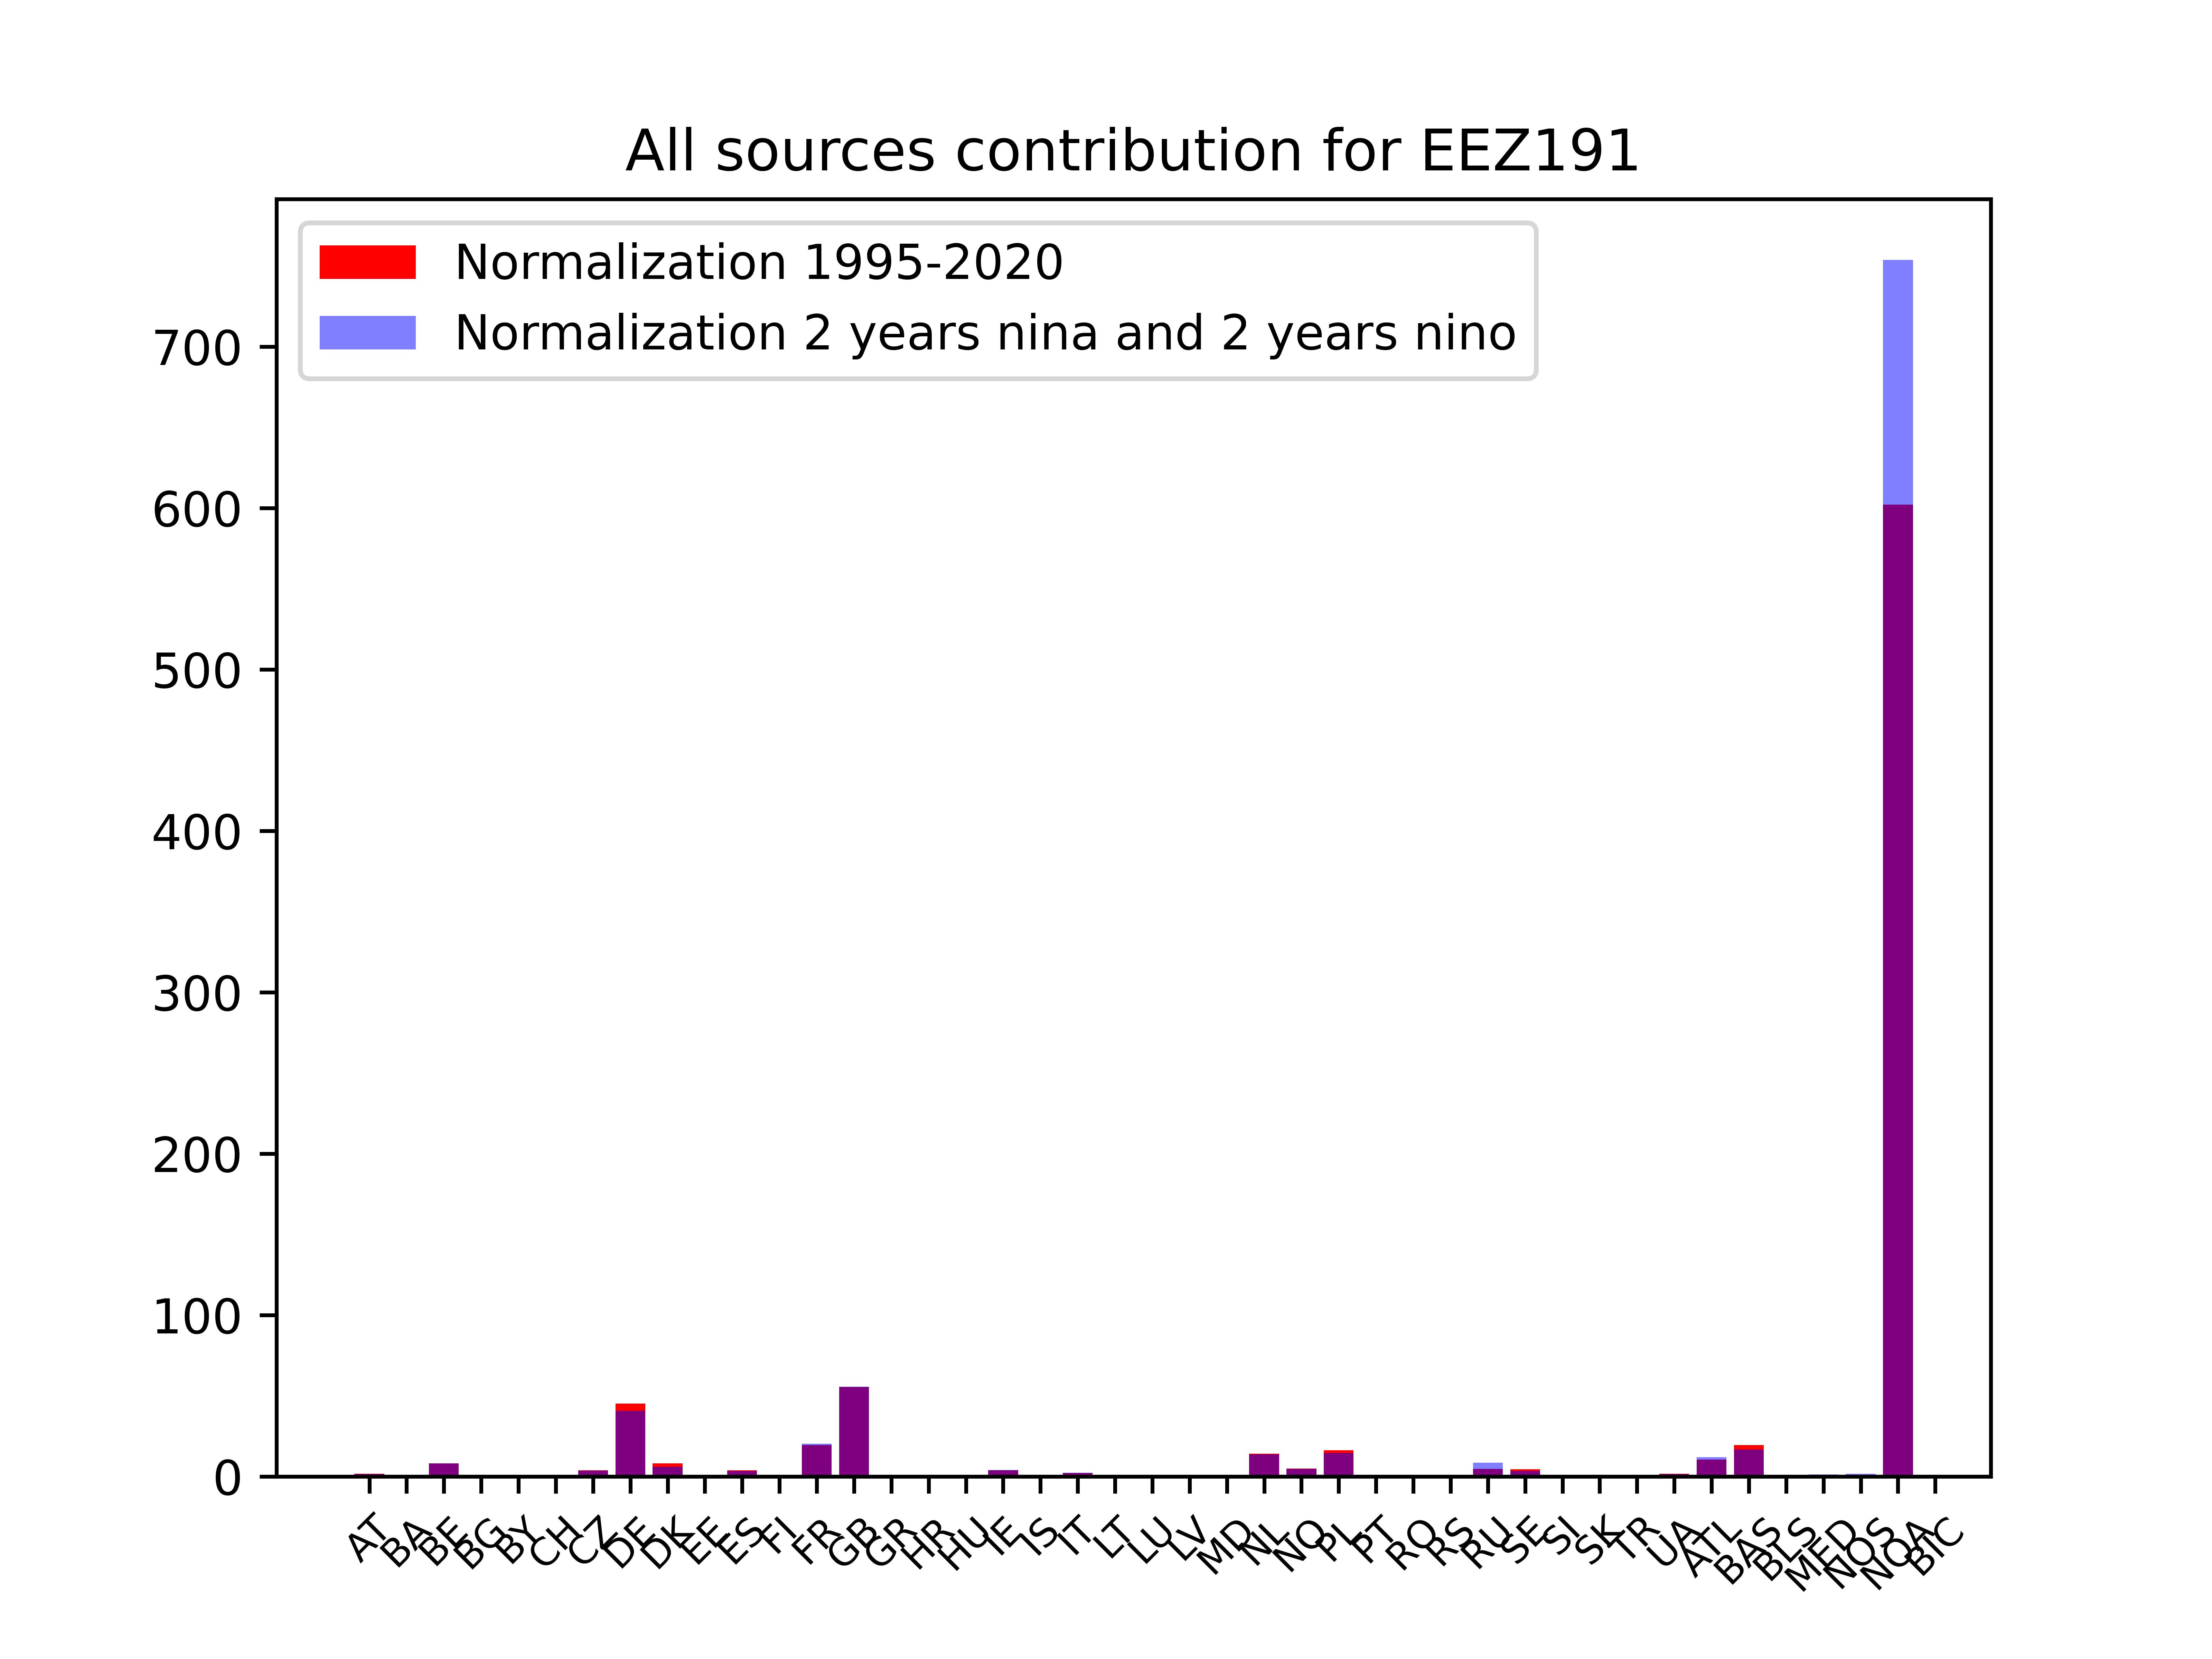 All sources contribution for EEZ191
Normalization 1995-2020
Normalization 2 years nina and 2 years nino
700
600
500
400
300
200
100
0
AT
BA
BE
BG
BY
CH
CZ
DE
DK
EE
ES
FI
FR
GB
GR
HR
HU
IE
IS
IT
LT
LU
LV
MD
NL
NO
PL
PT
RO
RS
RU
SE
SI
SK
TR
UA
ATL
BAS
BLS
MED
NOS
NOA
BIC